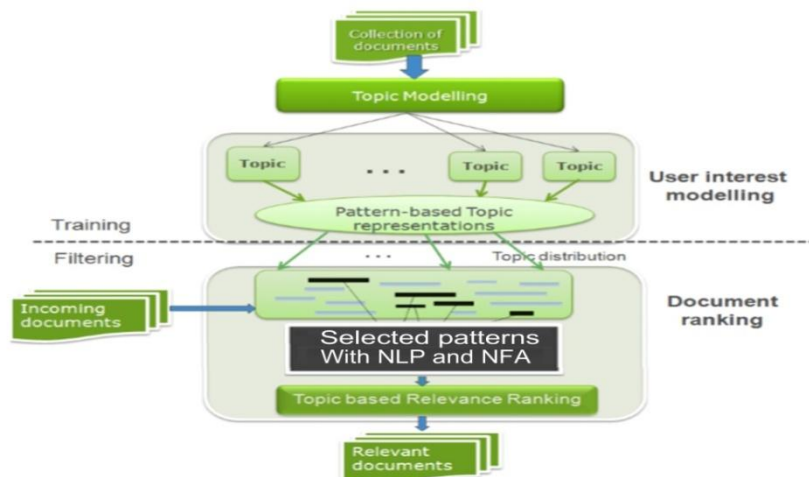 Collection of
documents
Topic Modelling
Topic
. . .
Topic
Topic
User interest
modelling
Pattern-based Topic
representations
Training
Filtering
...
Topic distribution
Incoming
documents
Document
ranking
Selected patterns
With NLP and NFA
Topic based Relevance Ranking
Relevant
documents